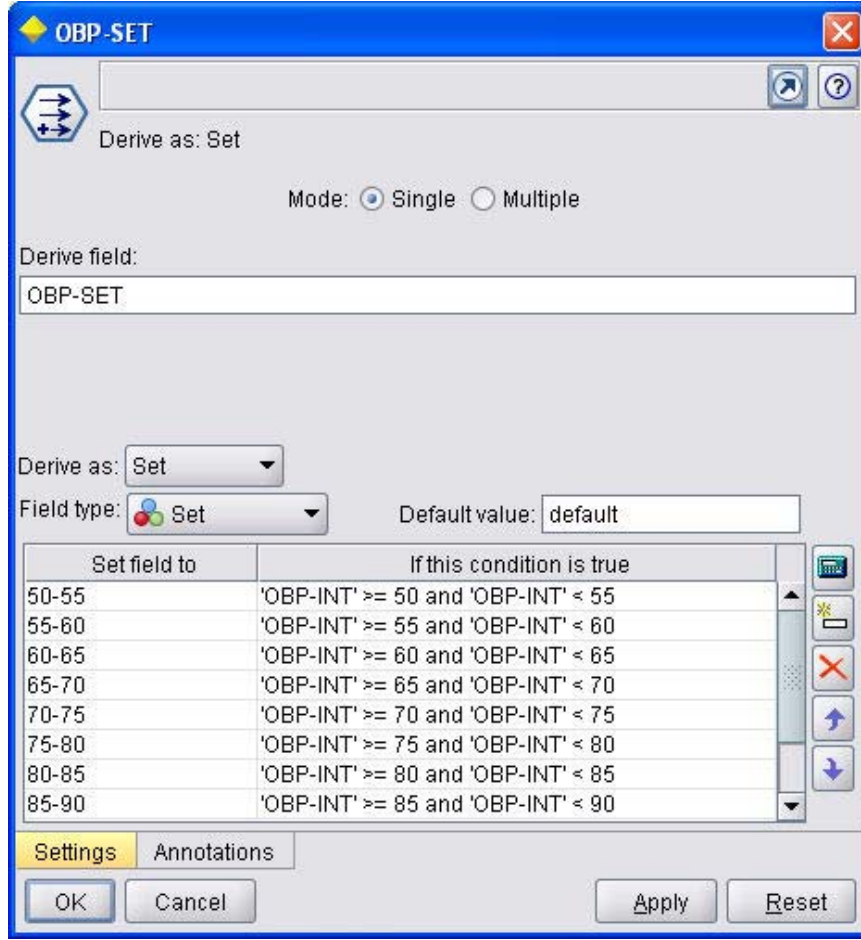 OBP-SET
Derive as: Set
Mode: Single Multiple
Derive field:
OBP-SET
Derive as: Set
Field type: Set Default value: default
Set field to If this condition is true
50-55 'OBP-INT' >= 50 and 'OBP-INT' < 55
55-60 'OBP-INT' >= 55 and 'OBP-INT' < 60
60-65 'OBP-INT' >= 60 and 'OBP-INT' < 65
65-70 'OBP-INT' >= 65 and 'OBP-INT' < 70
70-75 'OBP-INT' >= 70 and 'OBP-INT' < 75
75-80 'OBP-INT' >= 75 and 'OBP-INT' < 80
80-85 'OBP-INT' >= 80 and 'OBP-INT' < 85
85-90 'OBP-INT' >= 85 and 'OBP-INT' < 90
Settings Annotations
OK Cancel Apply Reset